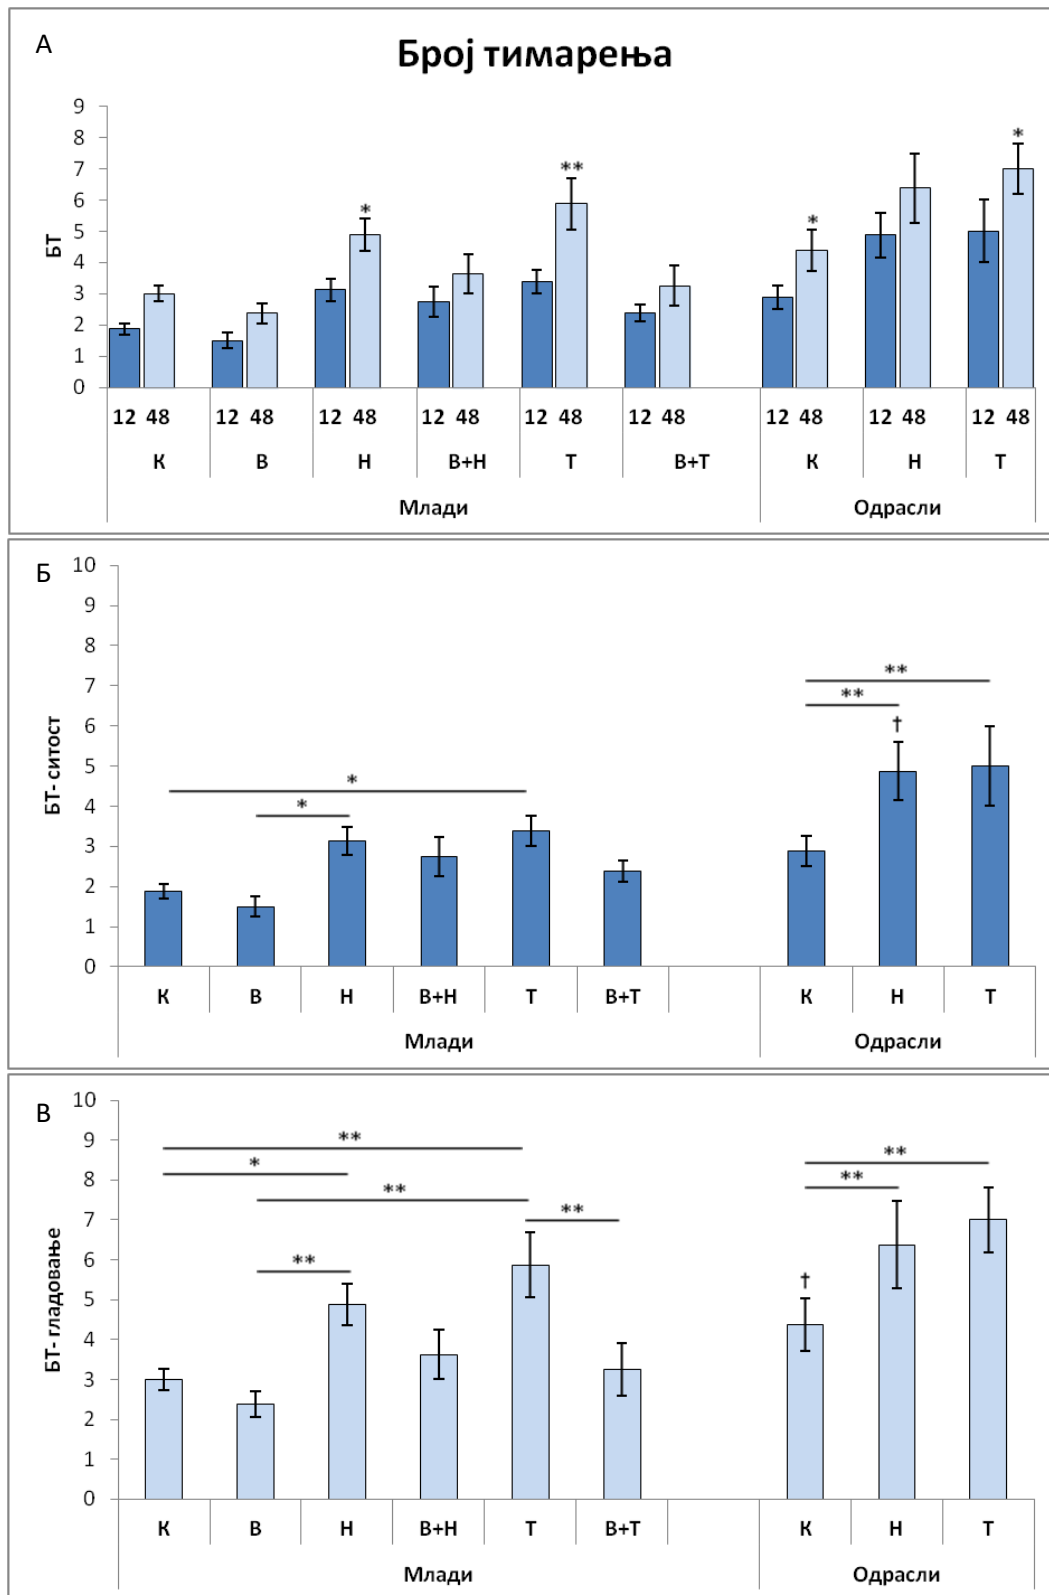 А
Број тимарења
БТ
9
8
7
6
5
4
3
2
1
0
* ** * *
12 48 12 48 12 48 12 48 12 48 12 48 12 48 12 48 12 48
К В Н В+Н Т В+Т К Н Т
Млади Одрасли
Б
БТ- ситост
10
9
8
7
6
5
4
3
2
1
0
**
**
†
*
*
К В Н В+Н Т В+Т К Н Т
Млади Одрасли
В
БТ- гладовање
10
9
8
7
6
5
4
3
2
1
0
** **
* **
** **
**
†
К В Н В+Н Т В+Т К Н Т
Млади Одрасли